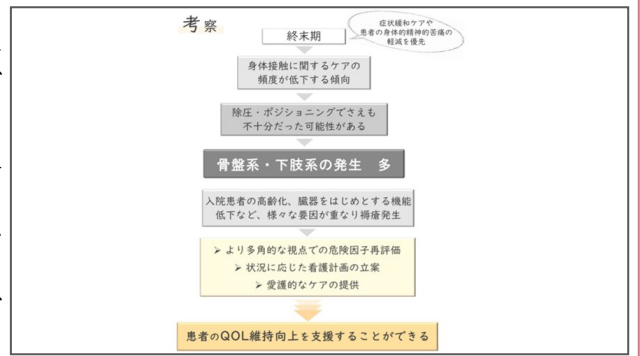 考察
終末期
症状緩和ケアや
患者の身体的精神的苦痛の
軽減を優先
身体接触に関するケアの
頻度が低下する傾向
除圧・ポジショニングでさえも
不十分だった可能性がある
骨盤系・下肢系の発生　多
入院患者の高齢化、臓器をはじめとする機能
低下など、様々な要因が重なり褥瘡発生
➢ より多角的な視点での危険因子再評価
➢ 状況に応じた看護計画の立案
➢ 愛護的なケアの提供
患者のQOL維持向上を支援することができる